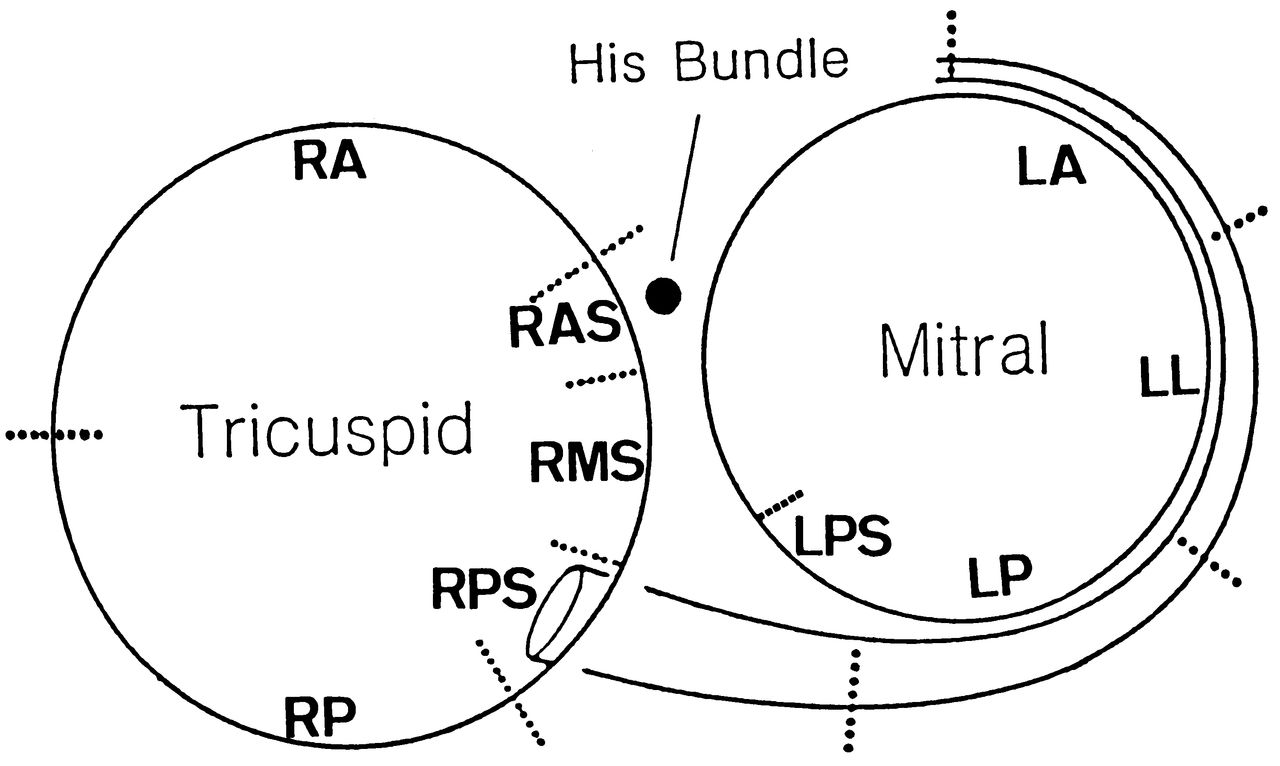 His Bundle
RA
LA
RAS
Mitral
LL
Tricuspid
RMS
LPS
RPS
LP
RP